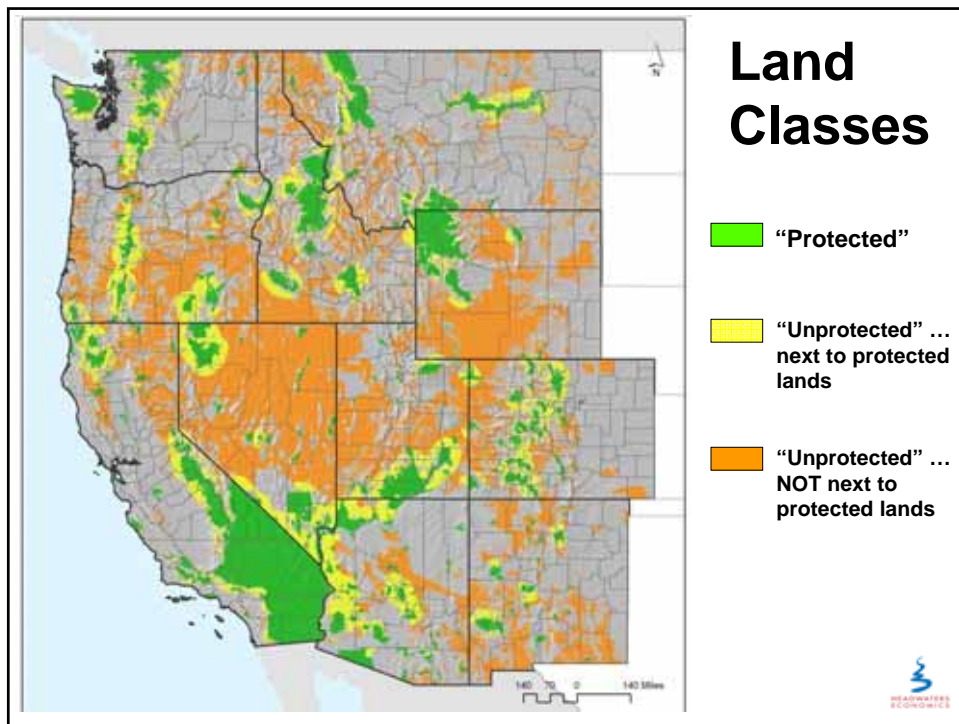 Land
Classes
N
“Protected”
“Unprotected” …
next to protected
lands
“Unprotected” …
NOT next to
protected lands
140 70 0 140 Miles
HEADWATERS
ECONOMICS